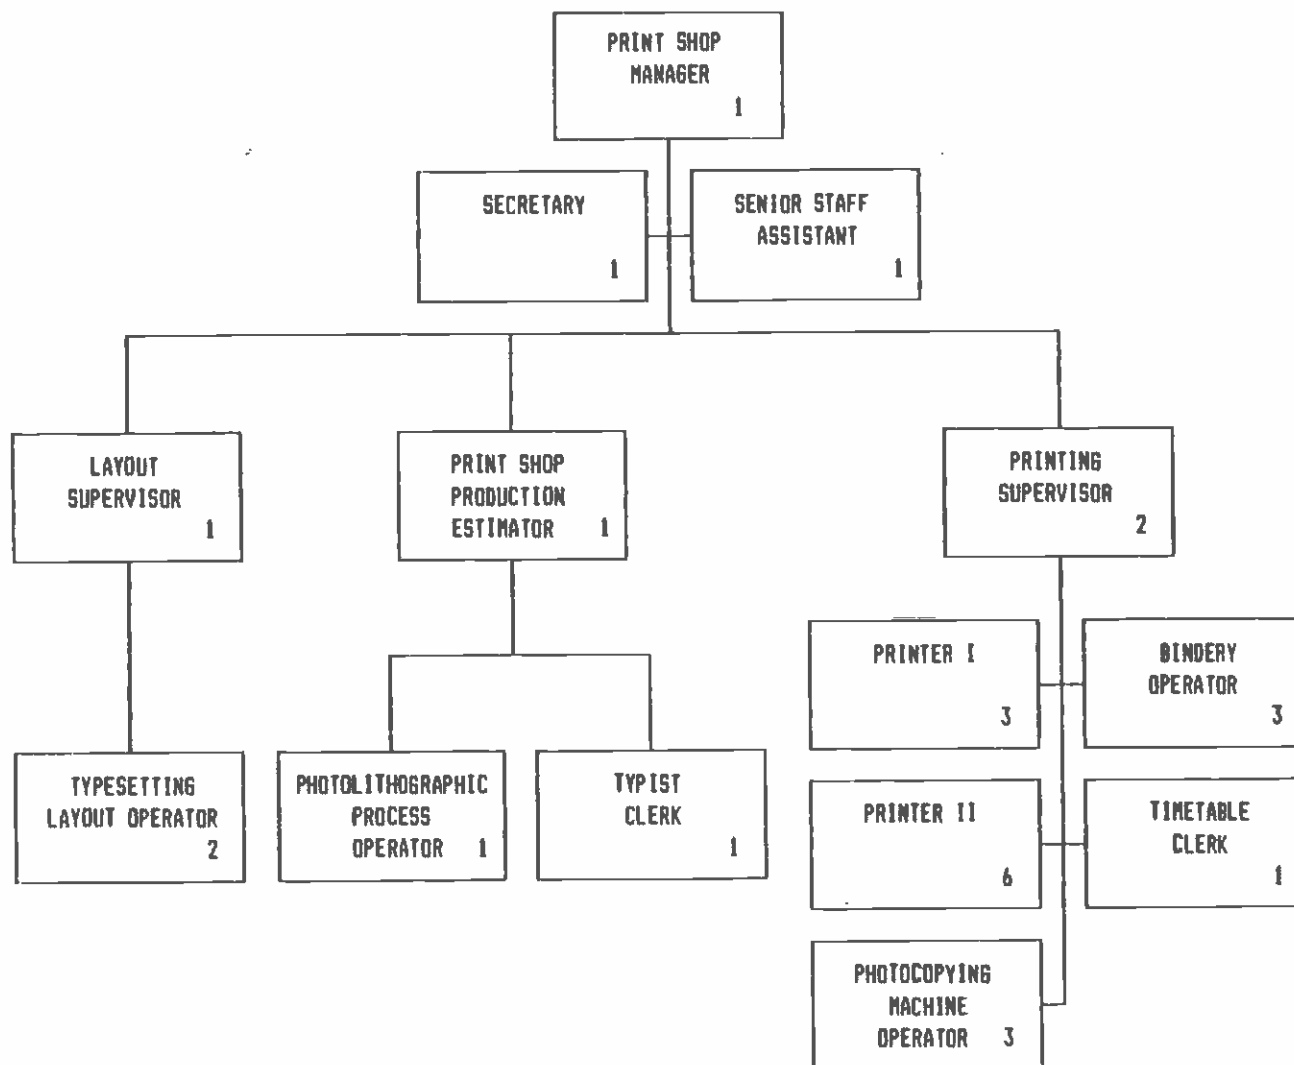 PRINT SHOP
MANAGER
1
SECRETARY
1
SENIOR STAFF
ASSISTANT
1
LAYOUT
SUPERVISOR
1
PRINT SHOP
PRODUCTION
ESTIMATOR 1
PRINTING
SUPERVISOR
2
TYPESETTING
LAYOUT OPERATOR
2
PHOTOLITHOGRAPHIC
PROCESS
OPERATOR 1
TYPIST
CLERK
1
PRINTER I
3
BINDERY
OPERATOR
3
PRINTER II
6
TIMETABLE
CLERK
1
PHOTOCOPYING
MACHINE
OPERATOR 3